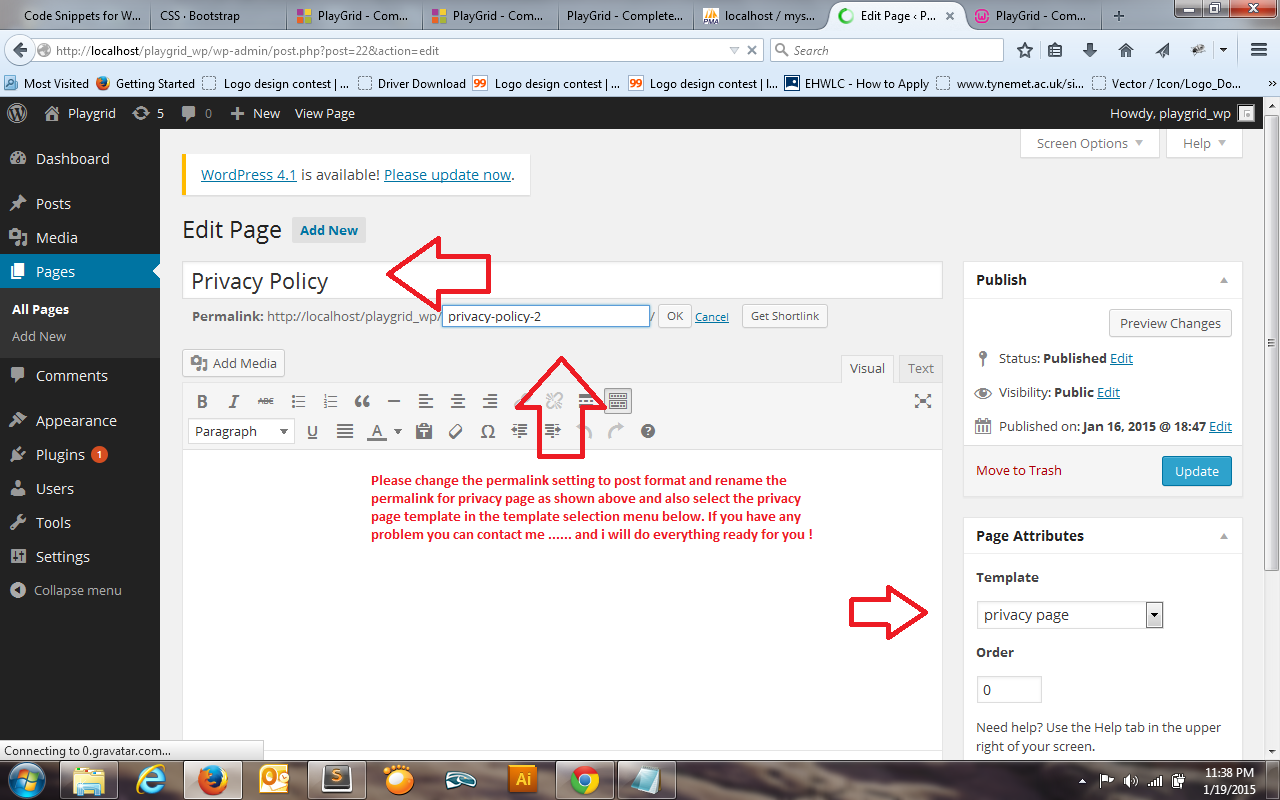 Code Snippets for W...
CSS · Bootstrap
PlayGrid - Com...
PlayGrid - Com...
PlayGrid - Complete...
localhost / mys...
Edit Page ‹ P...
PlayGrid - Com...
http://localhost/playgrid_wp/wp-admin/post.php?post=22&action=edit
Search
Most Visited
Getting Started
Logo design contest | ...
Driver Download
99 Logo design contest | ...
99 Logo design contest | l...
EHWLC - How to Apply
www.tynemet.ac.uk/si...
Vector / Icon/Logo_Do...
Playgrid
5
0
New
View Page
Howdy, playgrid_wp
Dashboard
Posts
Media
Pages
All Pages
Add New
Comments
Appearance
Plugins 1
Users
Tools
Settings
Collapse menu
Screen Options
Help
WordPress 4.1 is available! Please update now.
Edit Page Add New
Privacy Policy
Permalink: http://localhost/playgrid_wp/ privacy-policy-2 / OK Cancel Get Shortlink
Add Media
Visual Text
B I ABC
Paragraph U A Ω ?
Please change the permalink setting to post format and rename the
permalink for privacy page as shown above and also select the privacy
page template in the template selection menu below. If you have any
problem you can contact me ...... and i will do everything ready for you !
Publish
Preview Changes
Status: Published Edit
Visibility: Public Edit
Published on: Jan 16, 2015 @ 18:47 Edit
Move to Trash
Update
Page Attributes
Template
privacy page
Order
0
Need help? Use the Help tab in the upper
right of your screen.
Connecting to 0.gravatar.com...
S
Ai
11:38 PM
1/19/2015